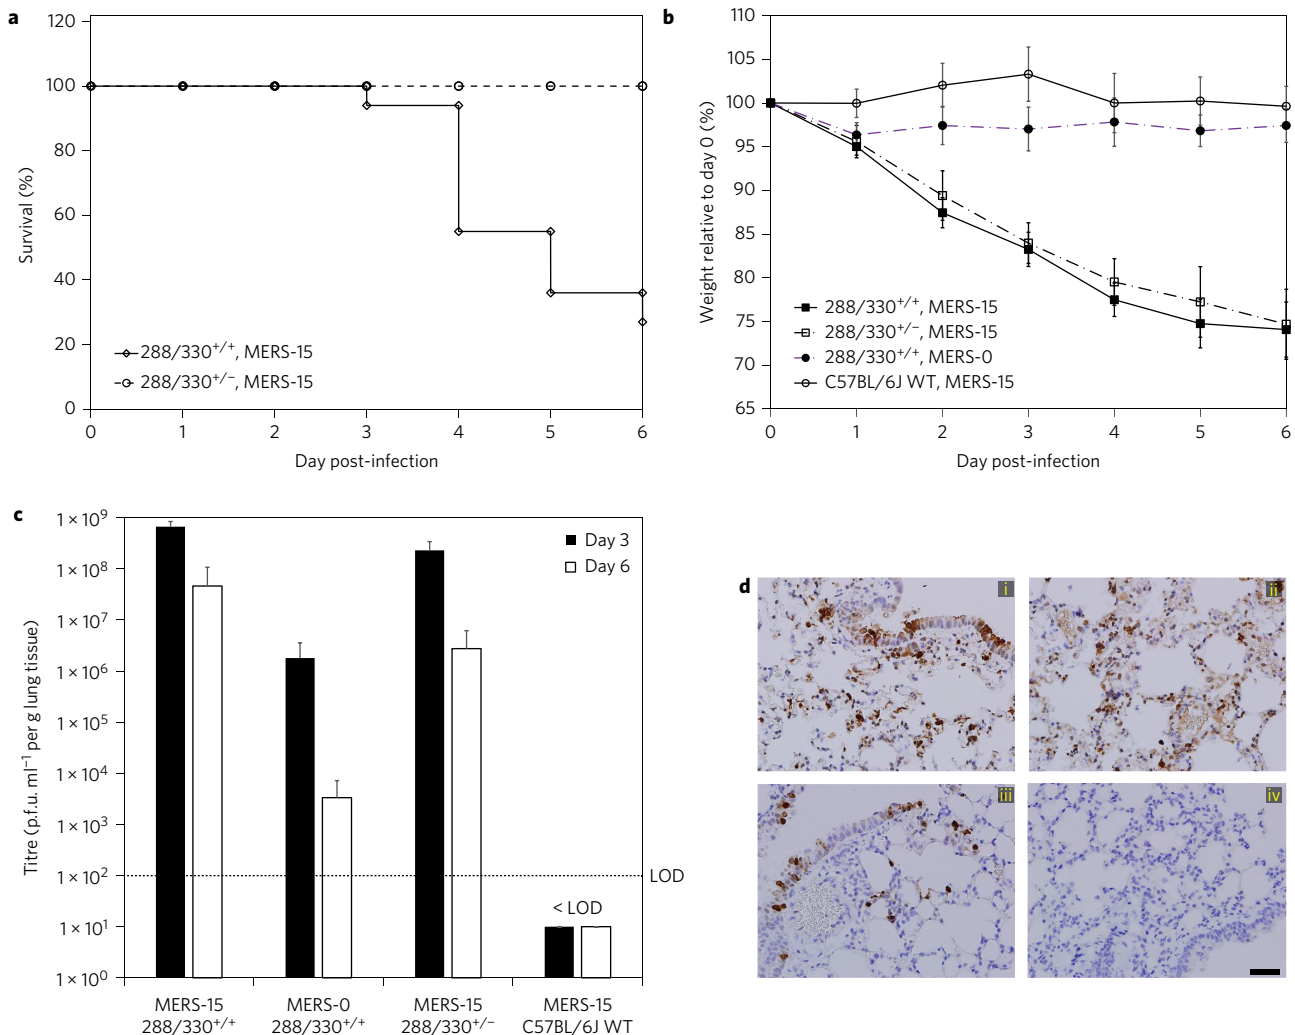 a
120
100
80
60
40
20
0
Survival (%)
288/330+/+, MERS-15
288/330+/−, MERS-15
0 1 2 3 4 5 6
Day post-infection
b
110
105
100
95
90
85
80
75
70
65
Weight relative to day 0 (%)
288/330+/+, MERS-15
288/330+/−, MERS-15
288/330+/+, MERS-0
C57BL/6J WT, MERS-15
0 1 2 3 4 5 6
Day post-infection
c
1 × 10⁹
1 × 10⁸
1 × 10⁷
1 × 10⁶
1 × 10⁵
1 × 10⁴
1 × 10³
1 × 10²
1 × 10¹
1 × 10⁰
Titre (p.f.u. ml⁻¹ per g lung tissue)
Day 3
Day 6
LOD
< LOD
MERS-15 MERS-0 MERS-15 MERS-15
288/330+/+ 288/330+/+ 288/330+/− C57BL/6J WT
d
i
ii
iii
iv